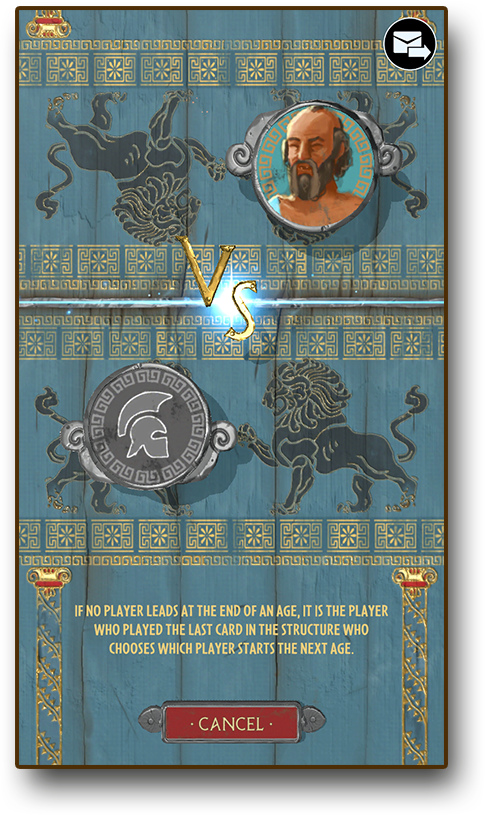 VS
IF NO PLAYER LEADS AT THE END OF AN AGE, IT IS THE PLAYER
WHO PLAYED THE LAST CARD IN THE STRUCTURE WHO
CHOOSES WHICH PLAYER STARTS THE NEXT AGE.
· CANCEL ·